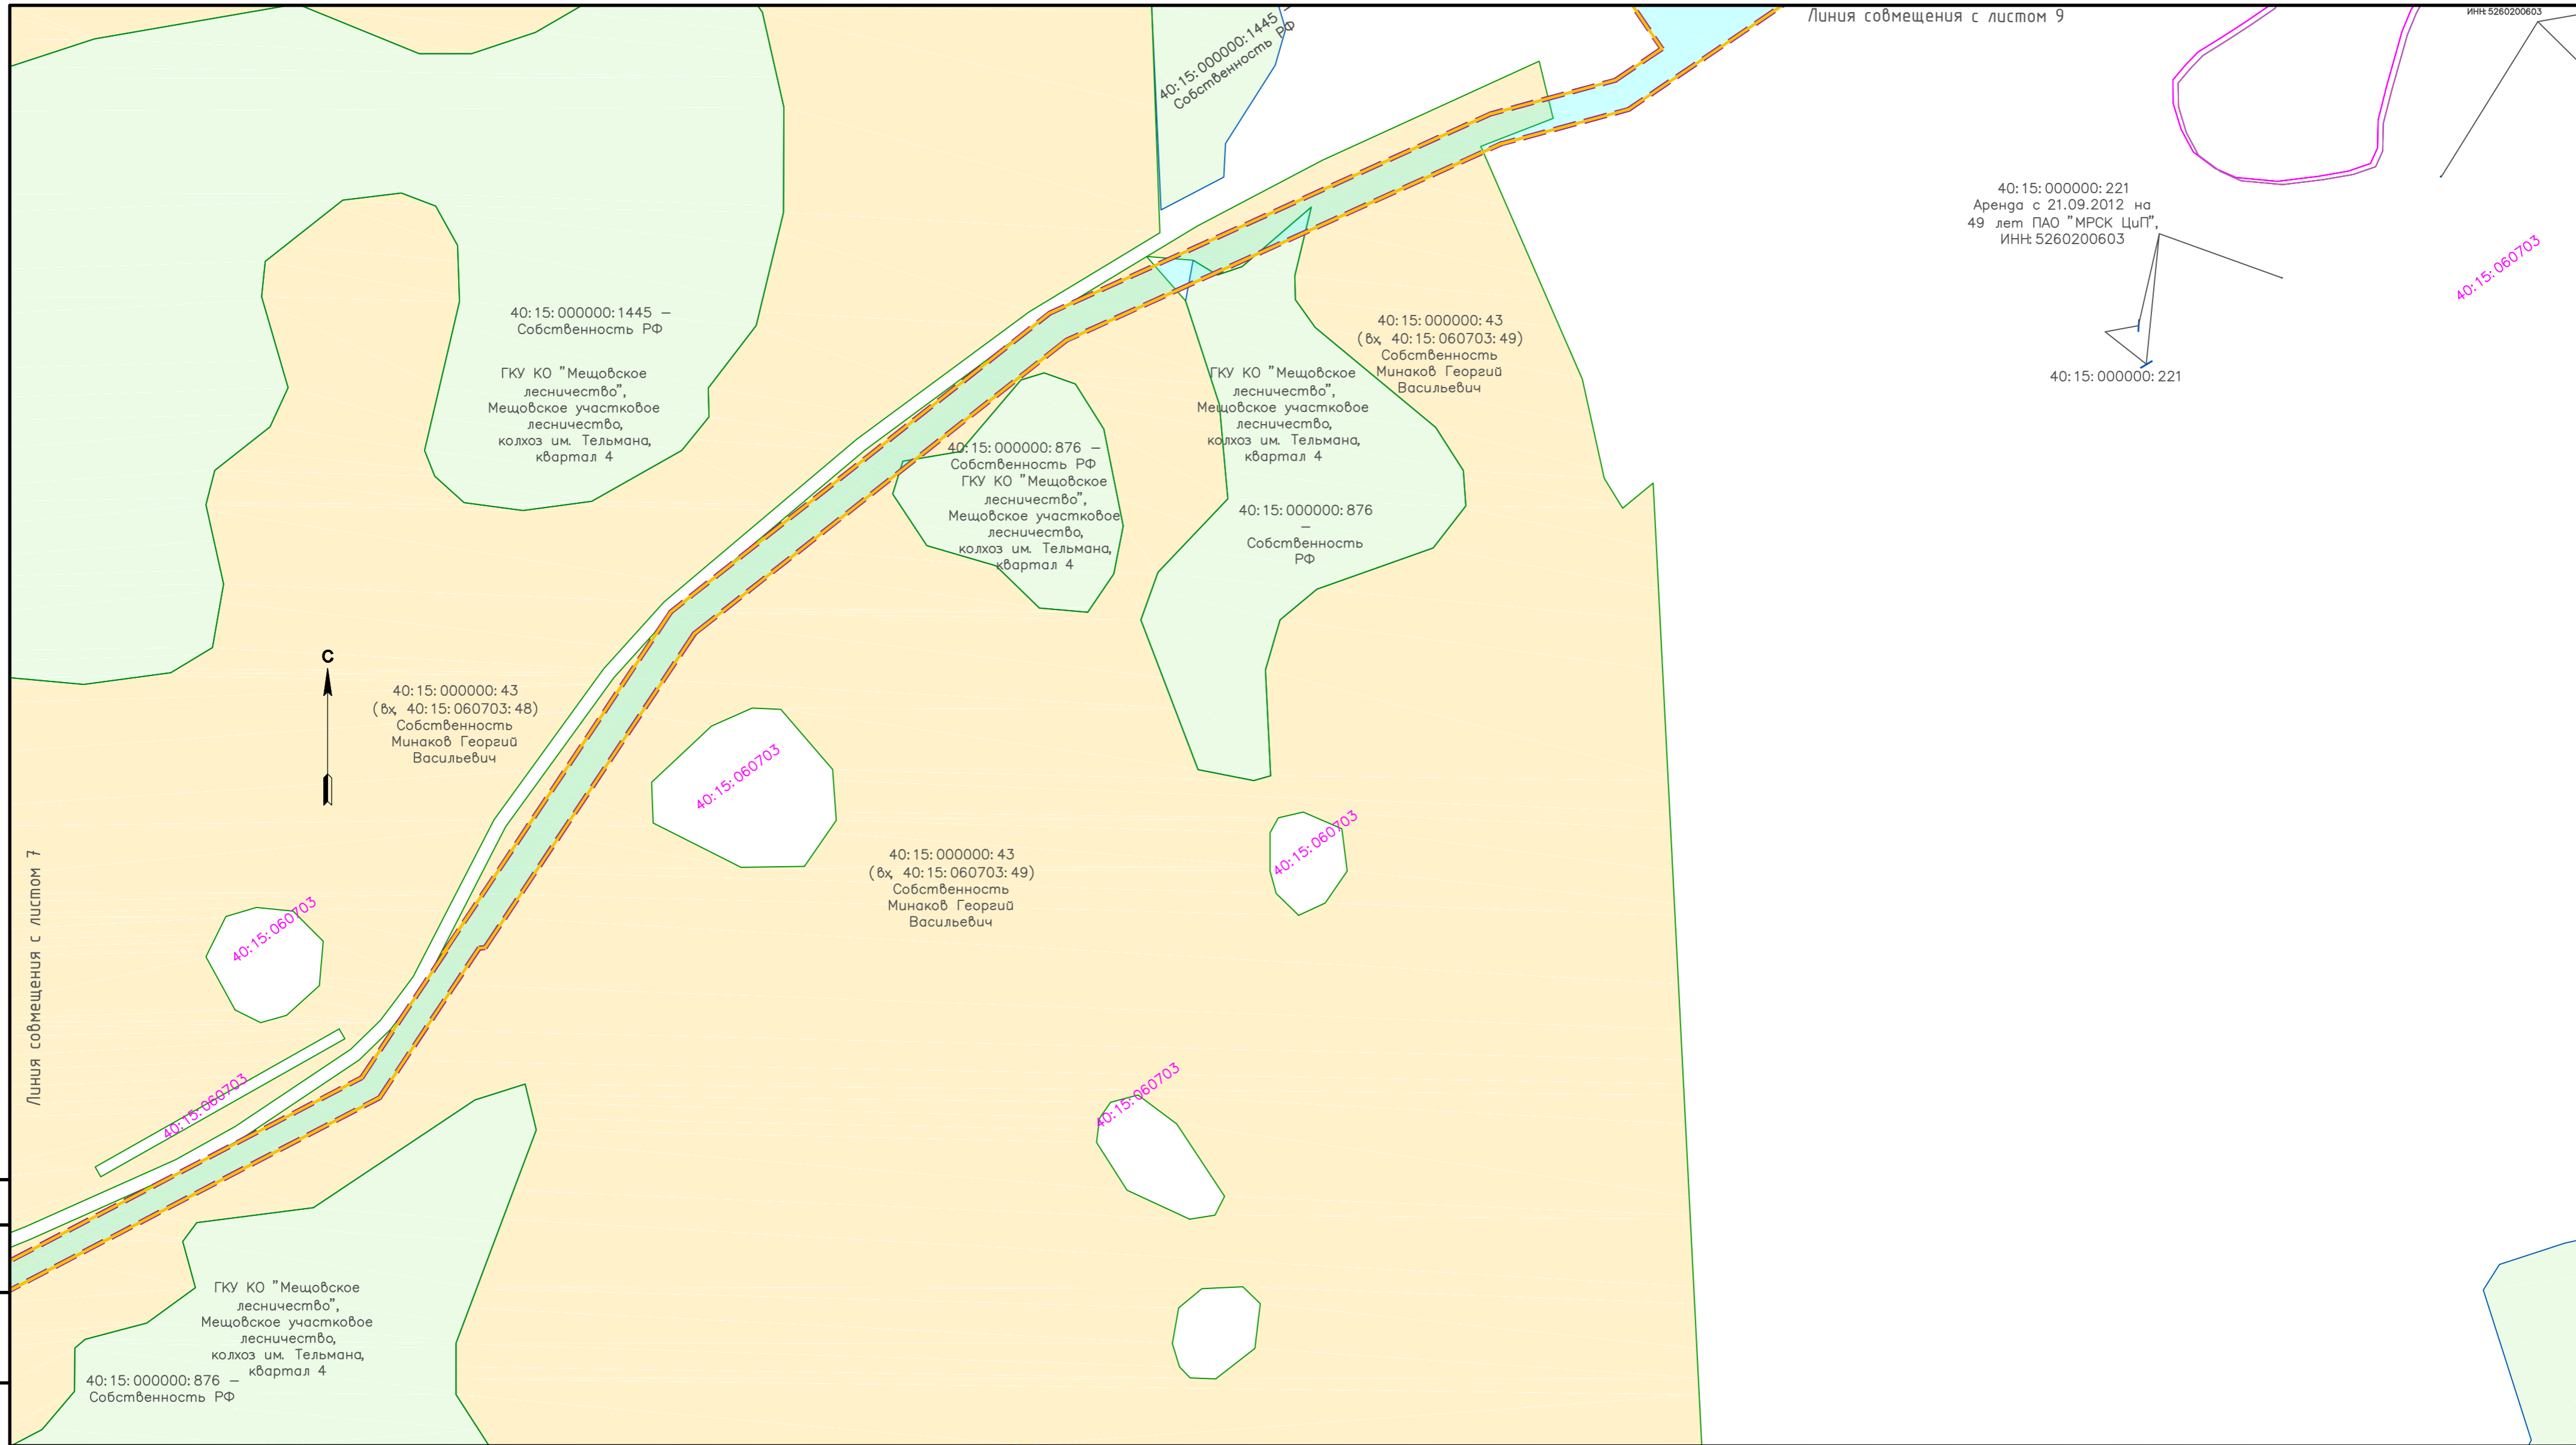 Линия совмещения с листом 9
ИНН:5260200603
40:15:000000:1445 –
Собственность РФ
40:15:000000:221
Аренда с 21.09.2012 на
49 лет ПАО "МРСК ЦиП",
ИНН:5260200603
40:15:060703
40:15:000000:221
40:15:000000:1445 –
Собственность РФ
ГКУ КО "Мещовское
лесничество",
Мещовское участковое
лесничество,
колхоз им. Тельмана,
квартал 4
40:15:000000:43
(вх. 40:15:060703:49)
Собственность
Минаков Георгий
Васильевич
ГКУ КО "Мещовское
лесничество",
Мещовское участковое
лесничество,
колхоз им. Тельмана,
квартал 4
40:15:000000:876
–
Собственность
РФ
40:15:000000:876 –
Собственность РФ
ГКУ КО "Мещовское
лесничество",
Мещовское участковое
лесничество,
колхоз им. Тельмана,
квартал 4
С
40:15:000000:43
(вх. 40:15:060703:48)
Собственность
Минаков Георгий
Васильевич
40:15:060703
40:15:060703
40:15:000000:43
(вх. 40:15:060703:49)
Собственность
Минаков Георгий
Васильевич
Линия совмещения с листом 7
40:15:060703
40:15:060703
40:15:060703
ГКУ КО "Мещовское
лесничество",
Мещовское участковое
лесничество,
колхоз им. Тельмана,
квартал 4
40:15:000000:876 –
Собственность РФ